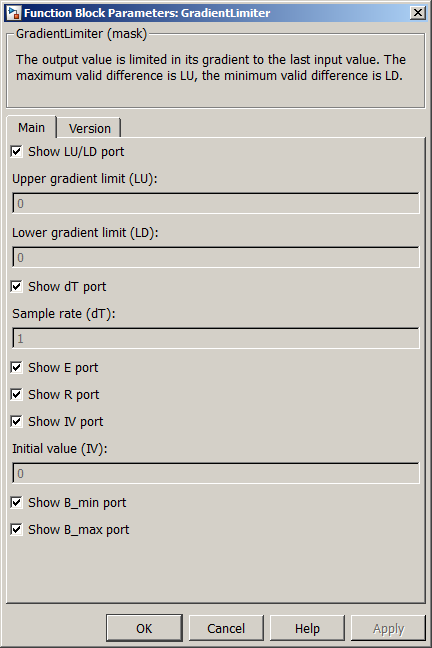 Function Block Parameters: GradientLimiter
GradientLimiter (mask)
The output value is limited in its gradient to the last input value. The
maximum valid difference is LU, the minimum valid difference is LD.
Main Version
Show LU/LD port
Upper gradient limit (LU):
0
Lower gradient limit (LD):
0
Show dT port
Sample rate (dT):
1
Show E port
Show R port
Show IV port
Initial value (IV):
0
Show B_min port
Show B_max port
OK Cancel Help Apply